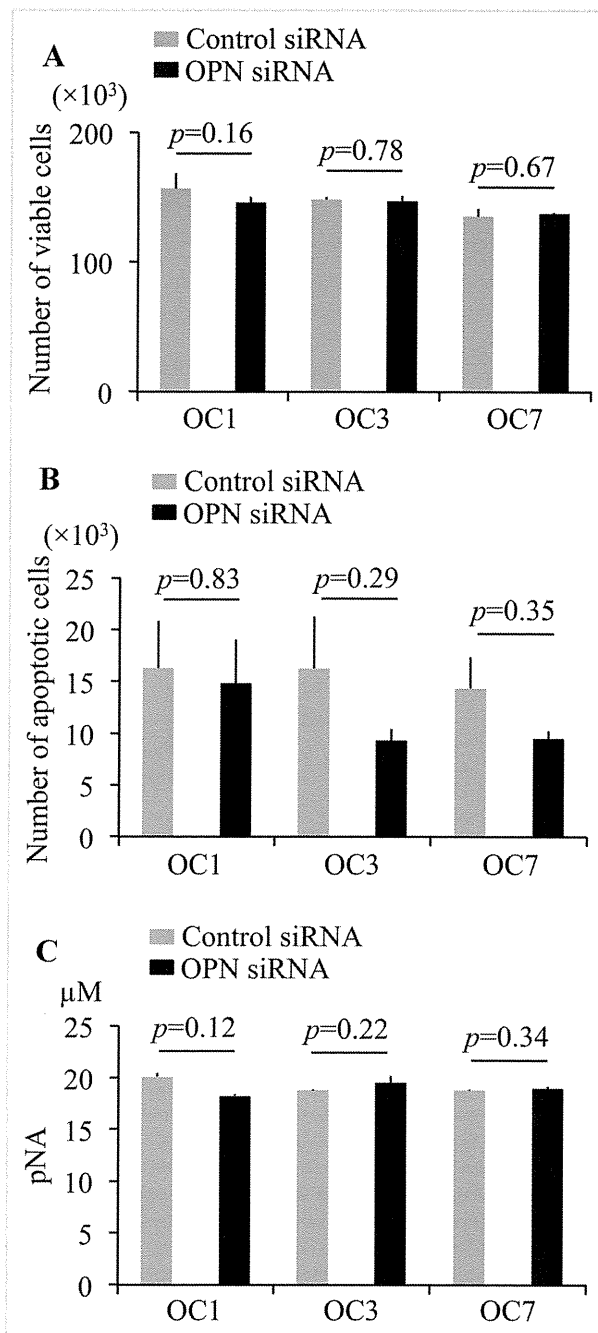 A
Control siRNA
OPN siRNA
(×10³)
Number of viable cells
200
100
0
p=0.16
p=0.78
p=0.67
OC1
OC3
OC7
B
Control siRNA
OPN siRNA
(×10³)
Number of apoptotic cells
25
20
15
10
5
0
p=0.83
p=0.29
p=0.35
OC1
OC3
OC7
C
Control siRNA
OPN siRNA
µM
pNA
25
20
15
10
5
0
p=0.12
p=0.22
p=0.34
OC1
OC3
OC7